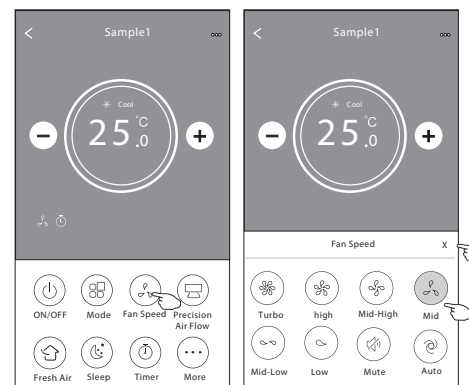 Sample1
Cool
25.0 °C
ON/OFF
Mode
Fan Speed
Precision
Air Flow
Fresh Air
Sleep
Timer
More
Sample1
Cool
25.0 °C
Fan Speed X
Turbo
high
Mid-High
Mid
Mid-Low
Low
Mute
Auto